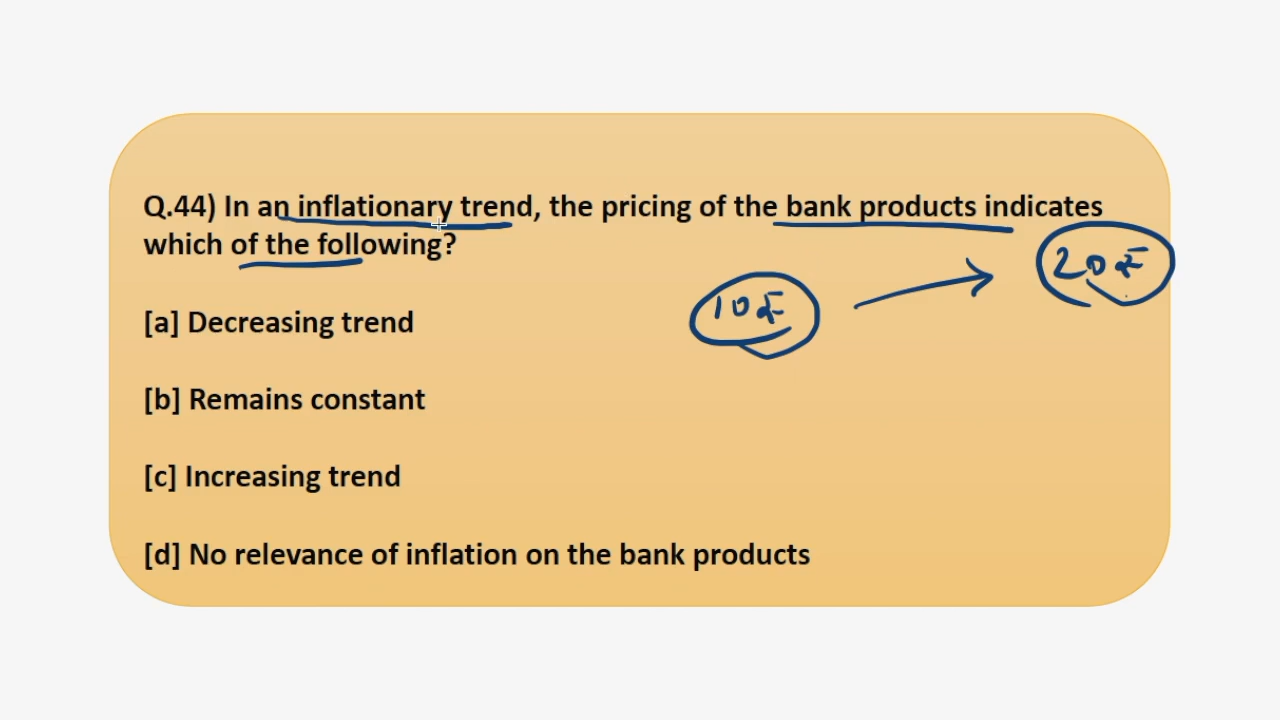 Q.44) In an inflationary trend, the pricing of the bank products indicates
which of the following?
[a] Decreasing trend
[b] Remains constant
[c] Increasing trend
[d] No relevance of inflation on the bank products
10
20